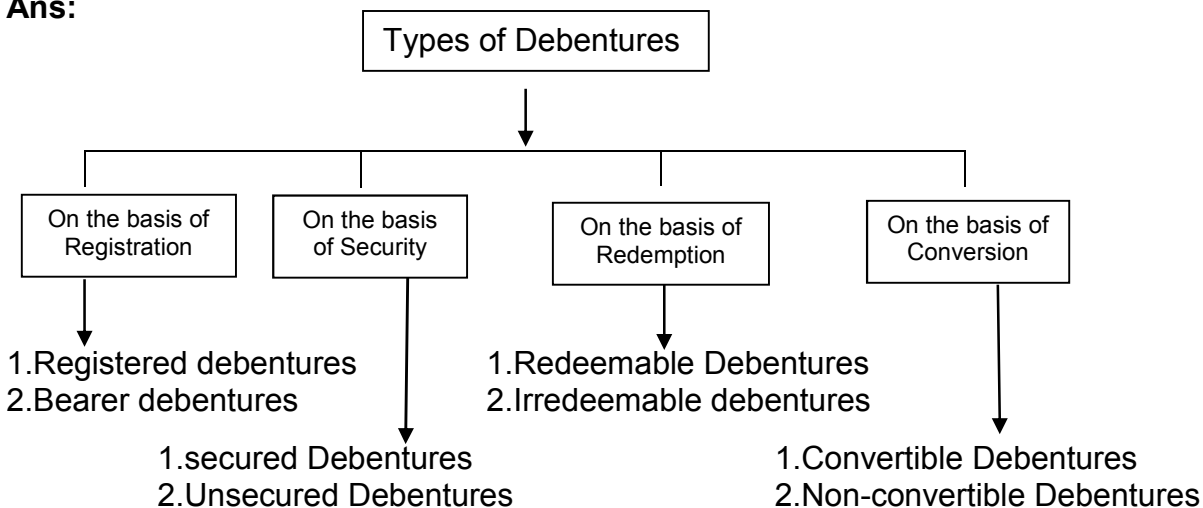 Ans:
Types of Debentures
On the basis of
Registration
On the basis
of Security
On the basis of
Redemption
On the basis of
Conversion
1.Registered debentures
2.Bearer debentures
1.secured Debentures
2.Unsecured Debentures
1.Redeemable Debentures
2.Irredeemable debentures
1.Convertible Debentures
2.Non-convertible Debentures